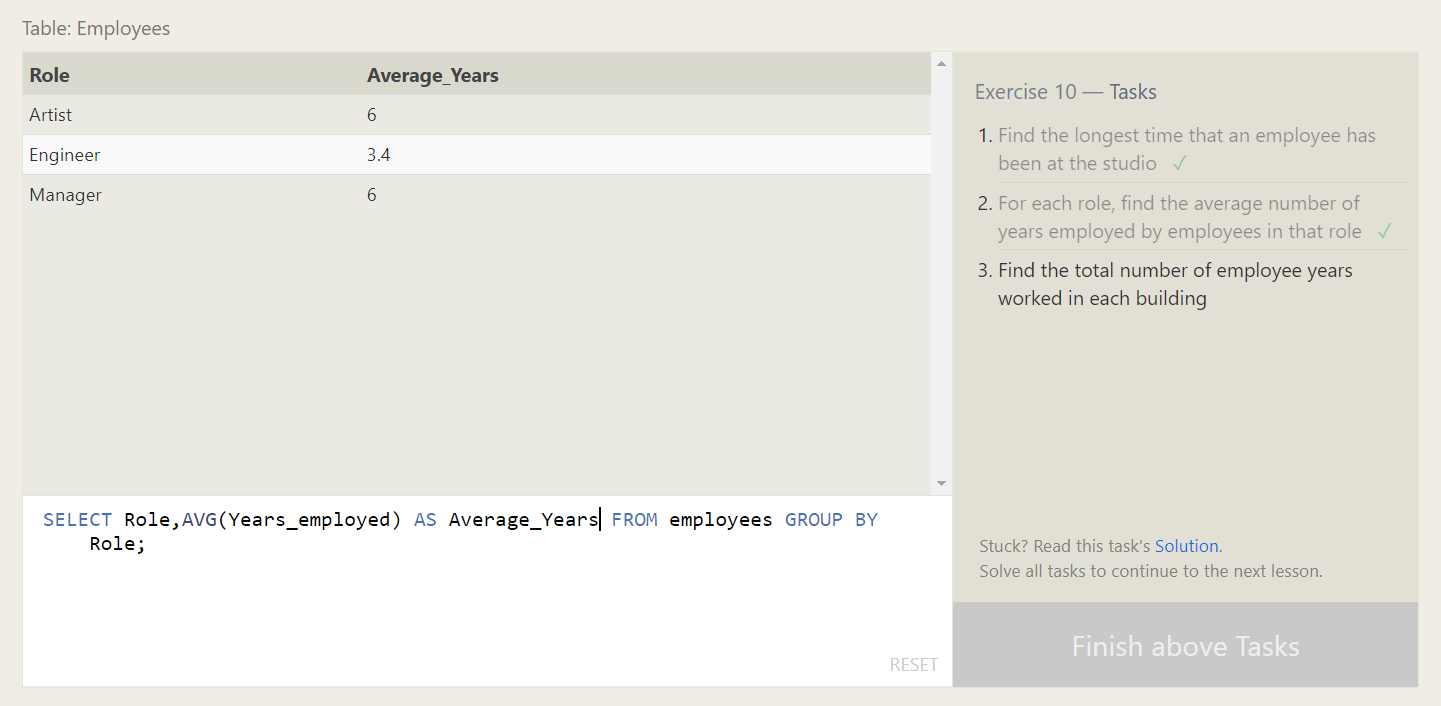 Table: Employees
Role Average_Years
Artist 6
Engineer 3.4
Manager 6
SELECT Role,AVG(Years_employed) AS Average_Years FROM employees GROUP BY
Role;
RESET
Exercise 10 — Tasks
1. Find the longest time that an employee has
been at the studio ✓
2. For each role, find the average number of
years employed by employees in that role ✓
3. Find the total number of employee years
worked in each building
Stuck? Read this task's Solution.
Solve all tasks to continue to the next lesson.
Finish above Tasks